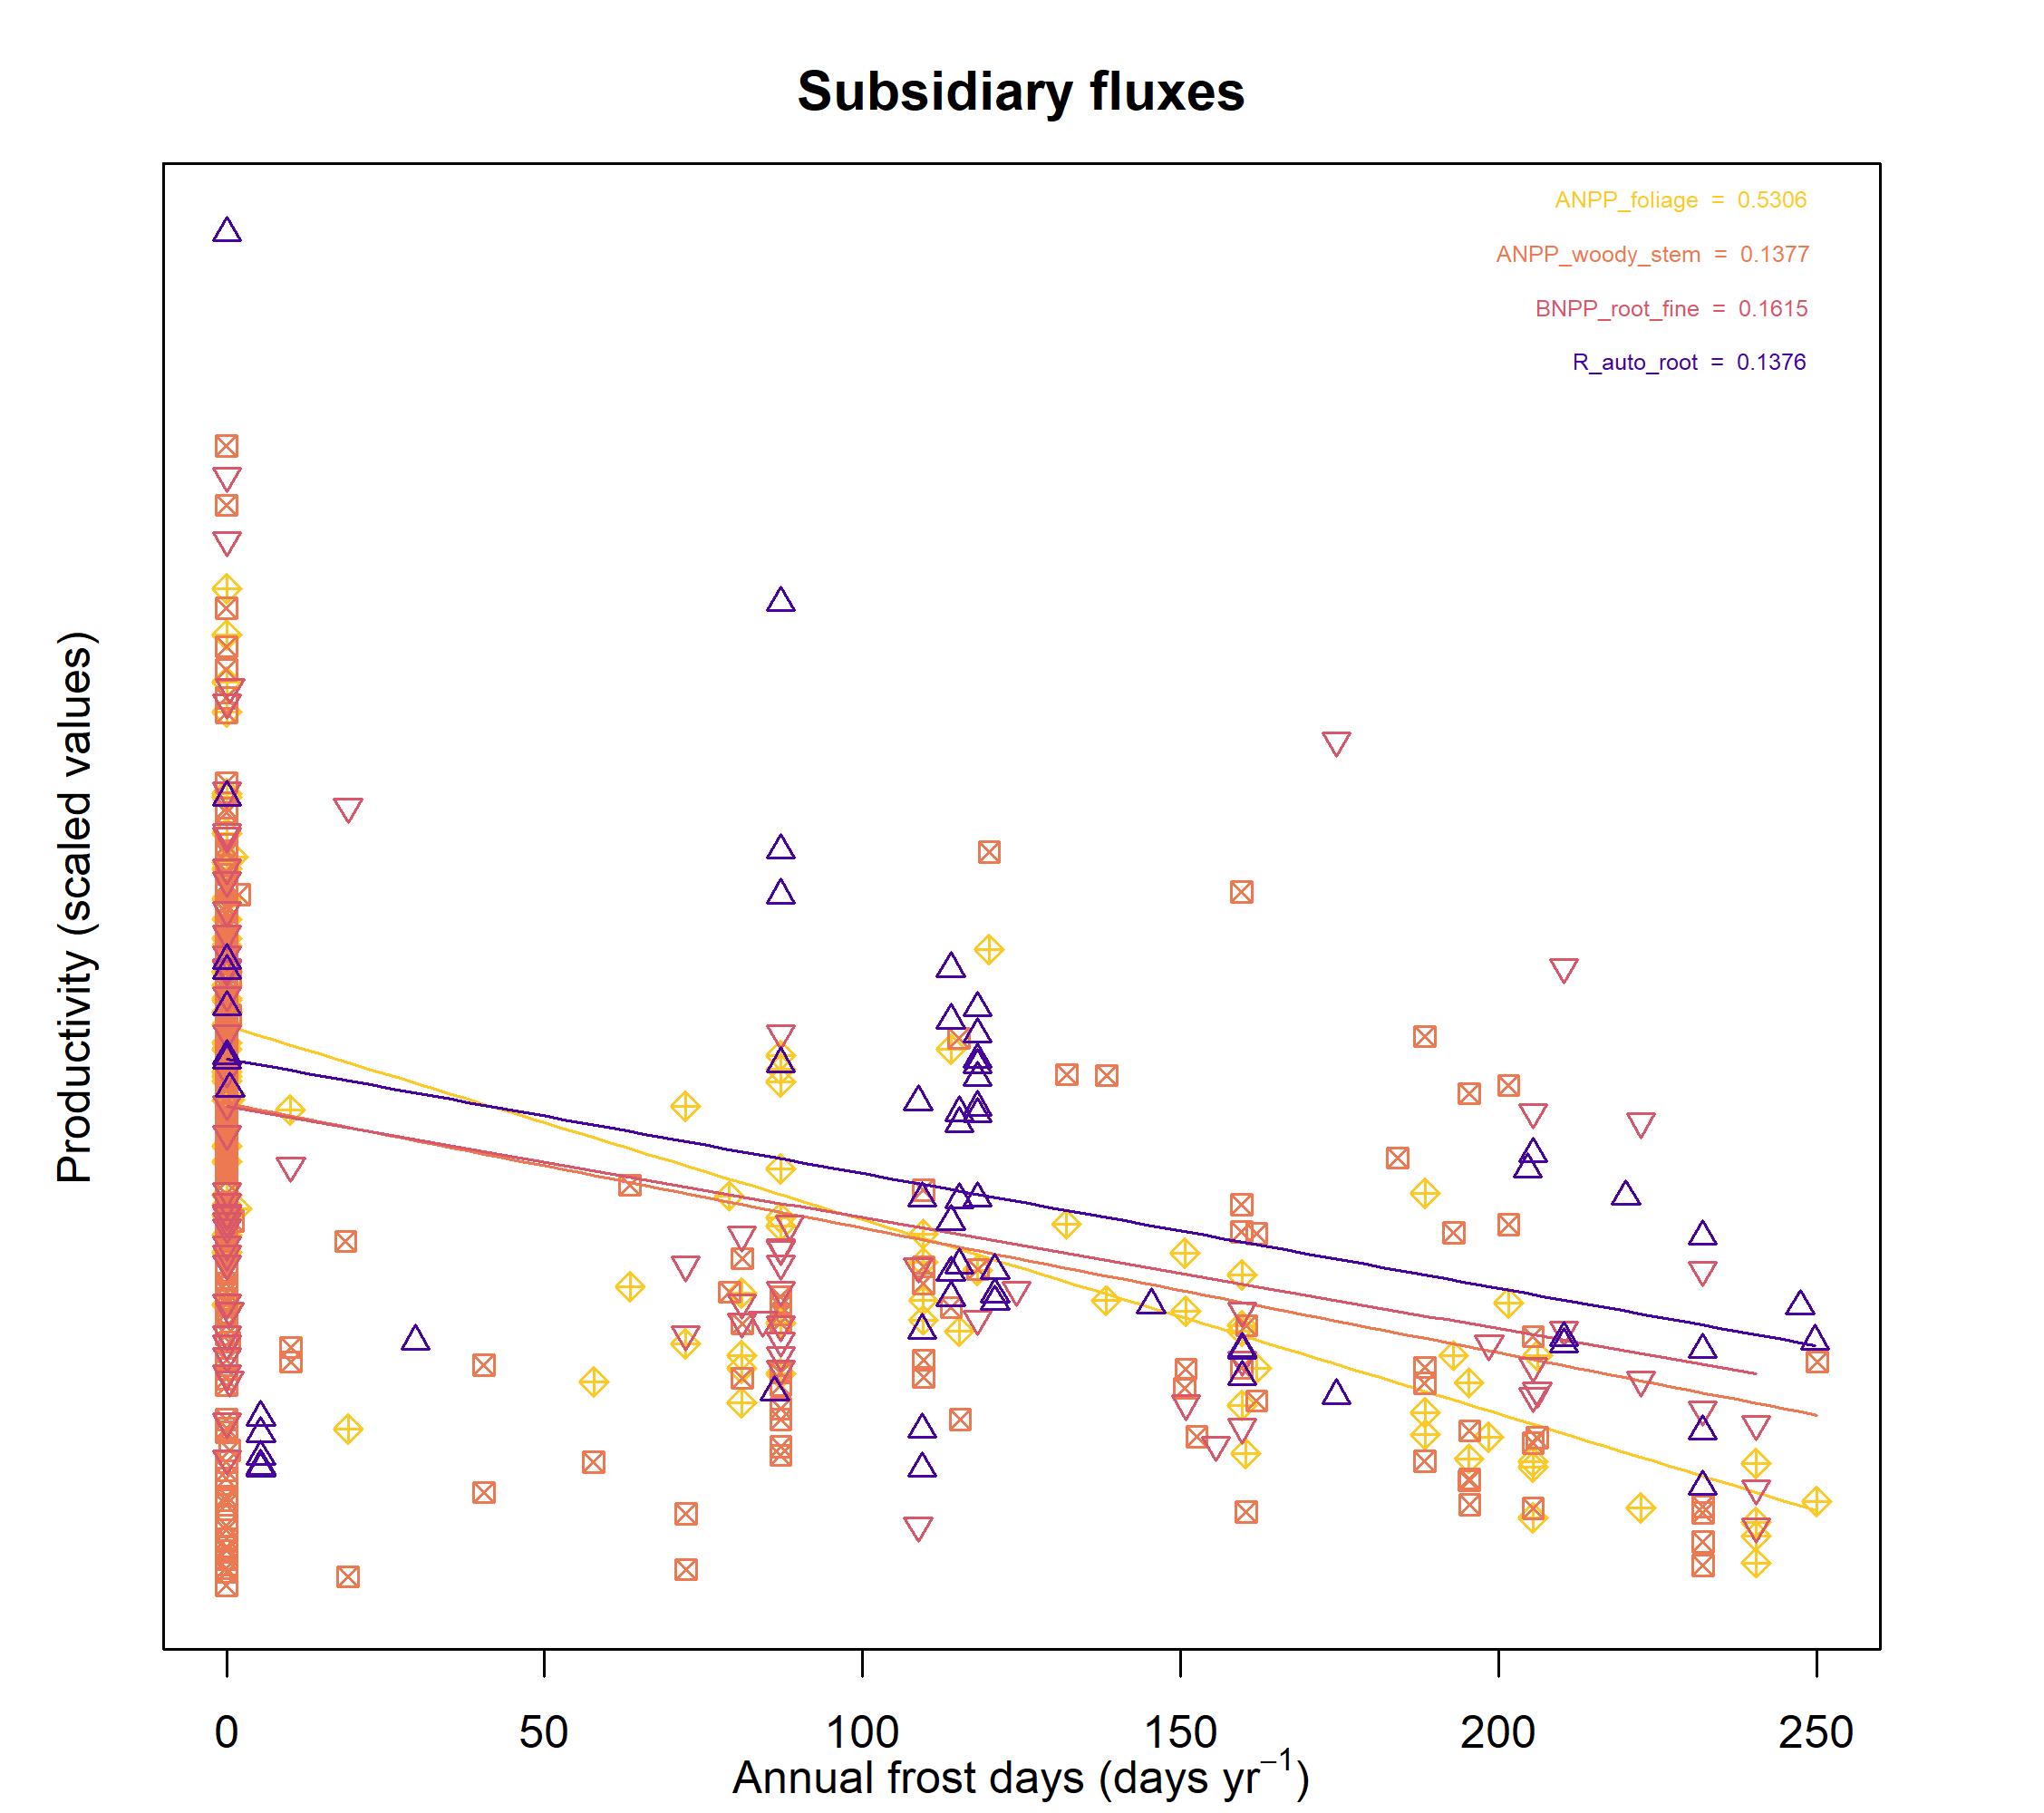 Subsidiary fluxes
ANPP_foliage = 0.5306
ANPP_woody_stem = 0.1377
BNPP_root_fine = 0.1615
R_auto_root = 0.1376
Productivity (scaled values)
0 50 100 150 200 250
Annual frost days (days yr⁻¹)